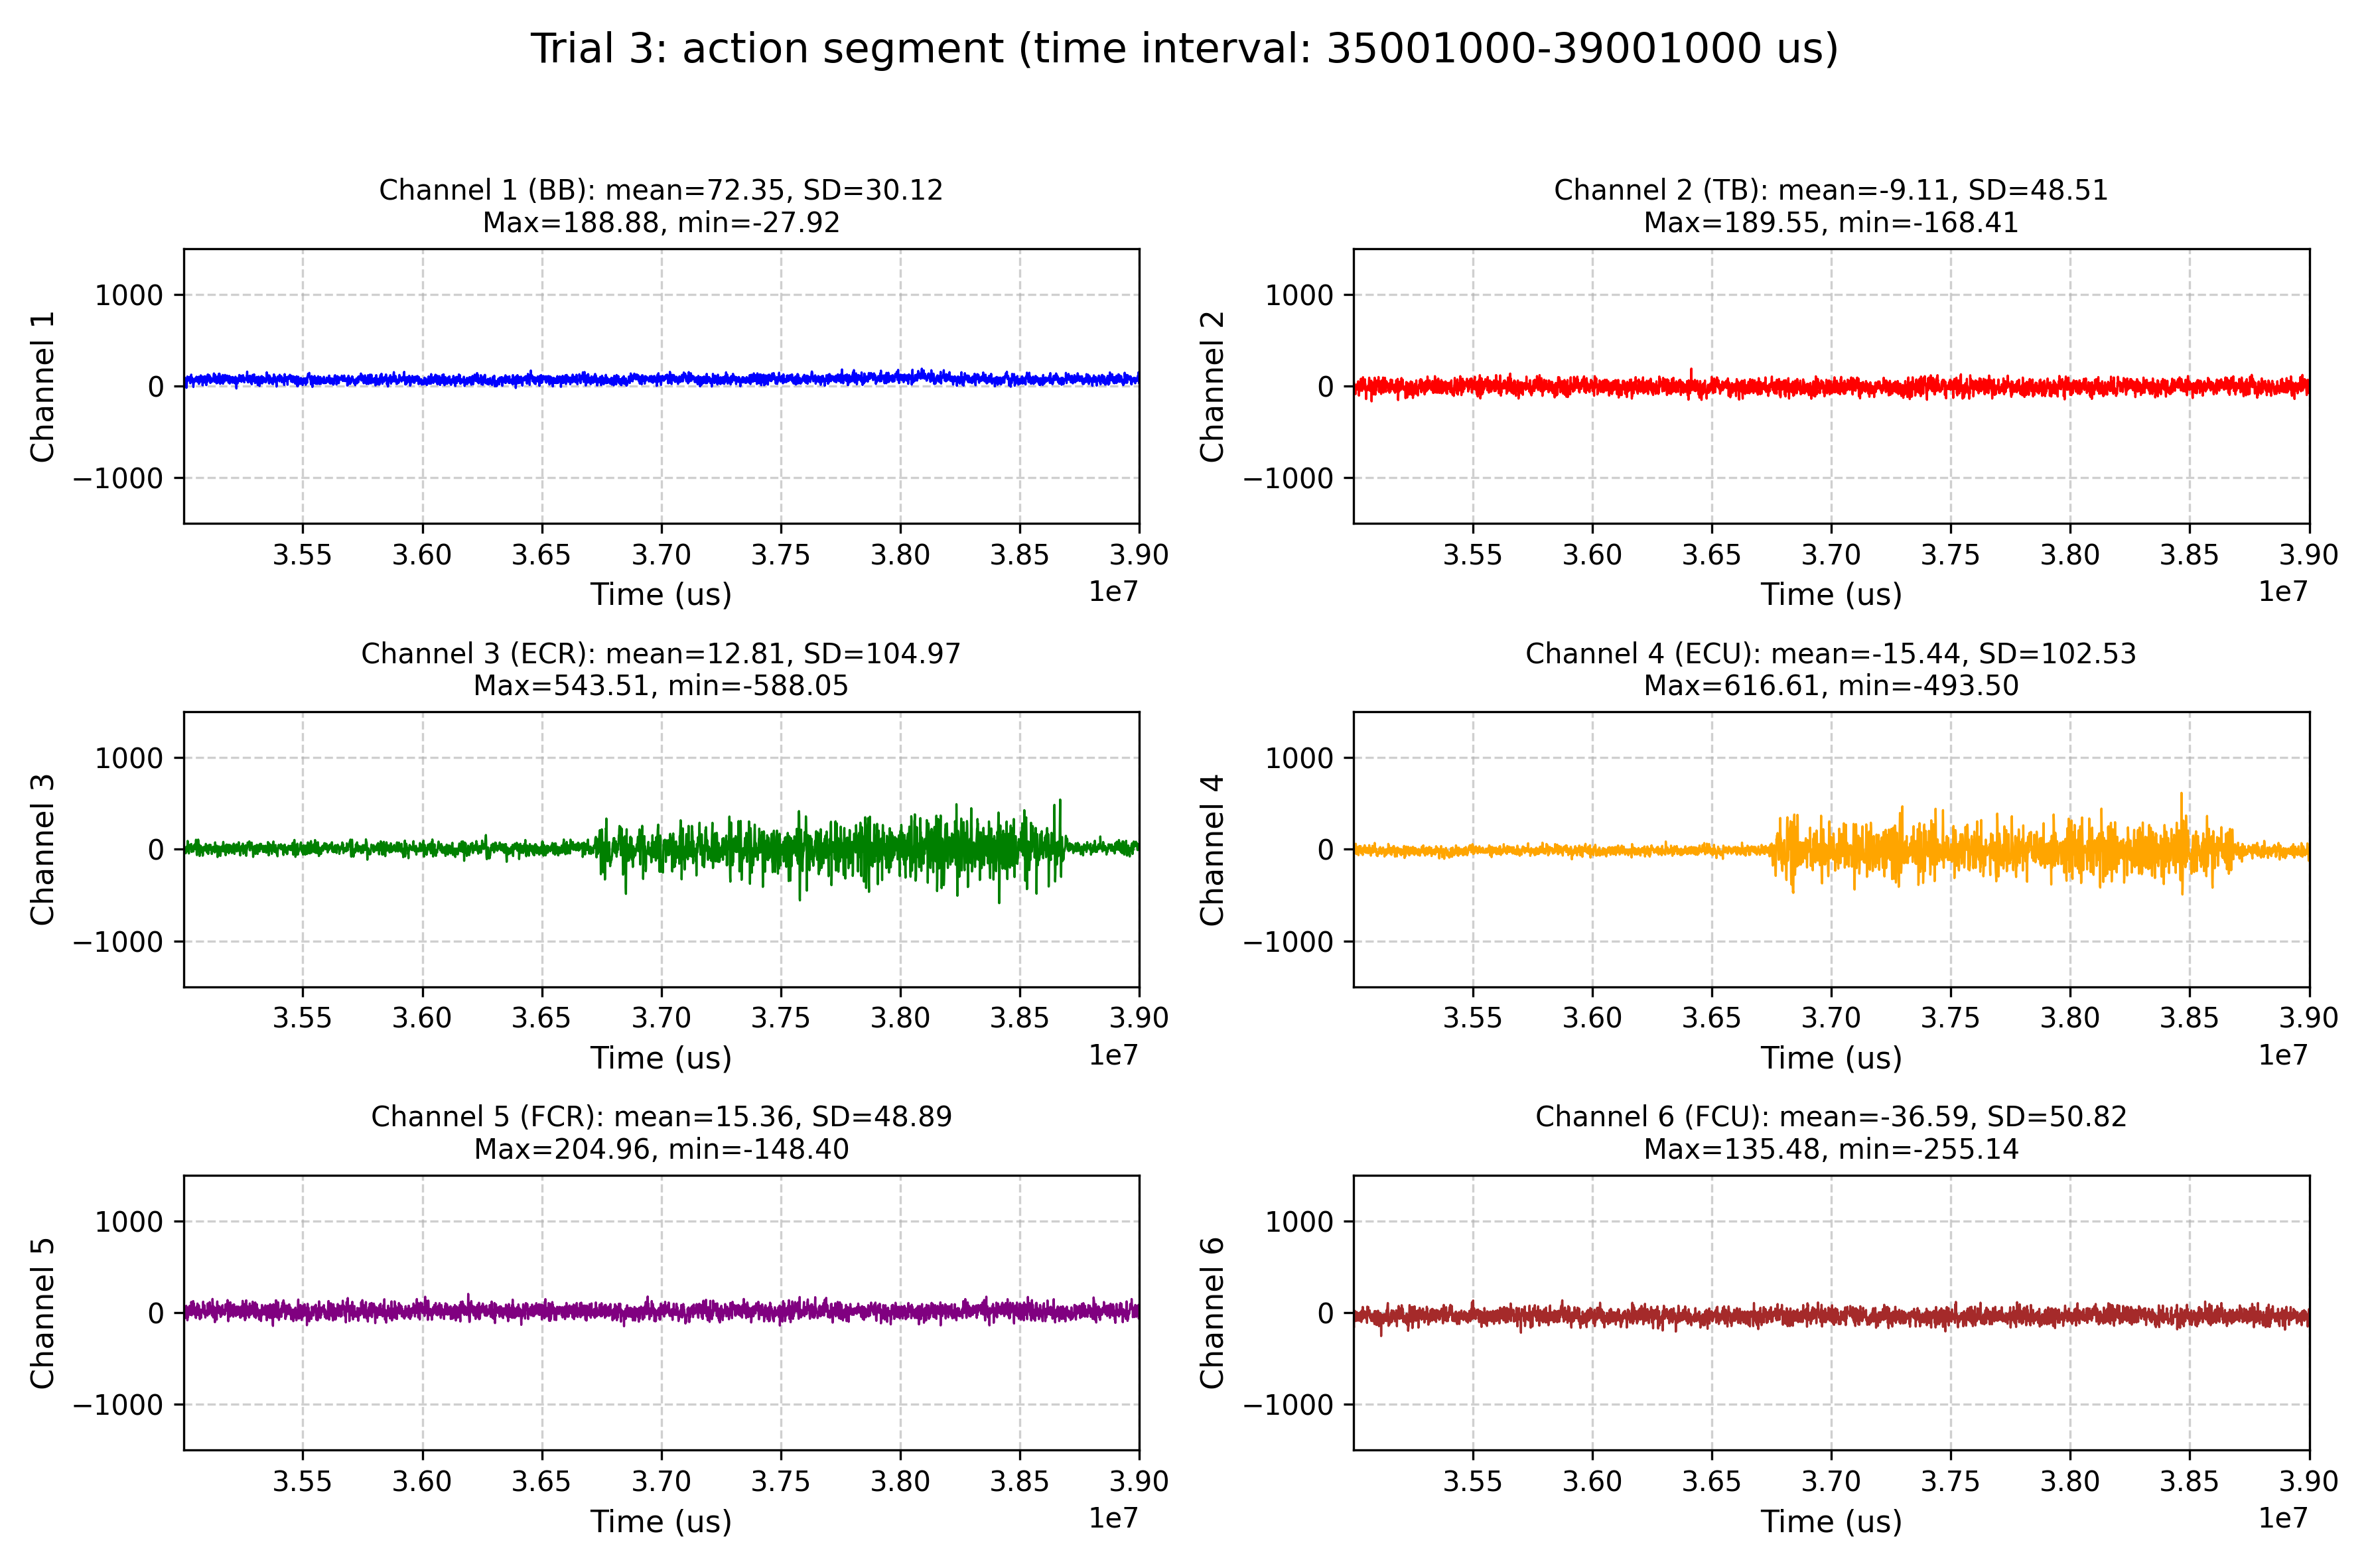 Trial 3: action segment (time interval: 35001000-39001000 us)
Channel 1 (BB): mean=72.35, SD=30.12
Max=188.88, min=-27.92
Channel 1
1000
0
−1000
3.55 3.60 3.65 3.70 3.75 3.80 3.85 3.90
Time (us)
1e7
Channel 2 (TB): mean=-9.11, SD=48.51
Max=189.55, min=-168.41
Channel 2
1000
0
−1000
3.55 3.60 3.65 3.70 3.75 3.80 3.85 3.90
Time (us)
1e7
Channel 3 (ECR): mean=12.81, SD=104.97
Max=543.51, min=-588.05
Channel 3
1000
0
−1000
3.55 3.60 3.65 3.70 3.75 3.80 3.85 3.90
Time (us)
1e7
Channel 4 (ECU): mean=-15.44, SD=102.53
Max=616.61, min=-493.50
Channel 4
1000
0
−1000
3.55 3.60 3.65 3.70 3.75 3.80 3.85 3.90
Time (us)
1e7
Channel 5 (FCR): mean=15.36, SD=48.89
Max=204.96, min=-148.40
Channel 5
1000
0
−1000
3.55 3.60 3.65 3.70 3.75 3.80 3.85 3.90
Time (us)
1e7
Channel 6 (FCU): mean=-36.59, SD=50.82
Max=135.48, min=-255.14
Channel 6
1000
0
−1000
3.55 3.60 3.65 3.70 3.75 3.80 3.85 3.90
Time (us)
1e7